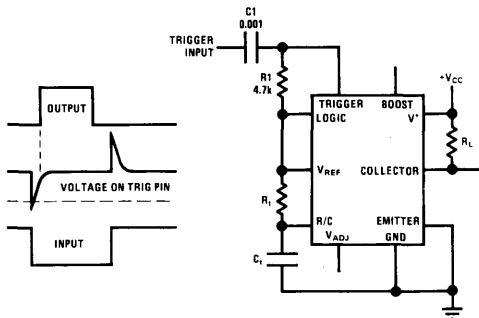 C1
0.001
TRIGGER
INPUT
R1
4.7k
+VCC
TRIGGER BOOST
LOGIC V+
RL
VREF COLLECTOR
Rt
R/C EMITTER
VADJ GND
Ct
OUTPUT
VOLTAGE ON TRIG PIN
INPUT